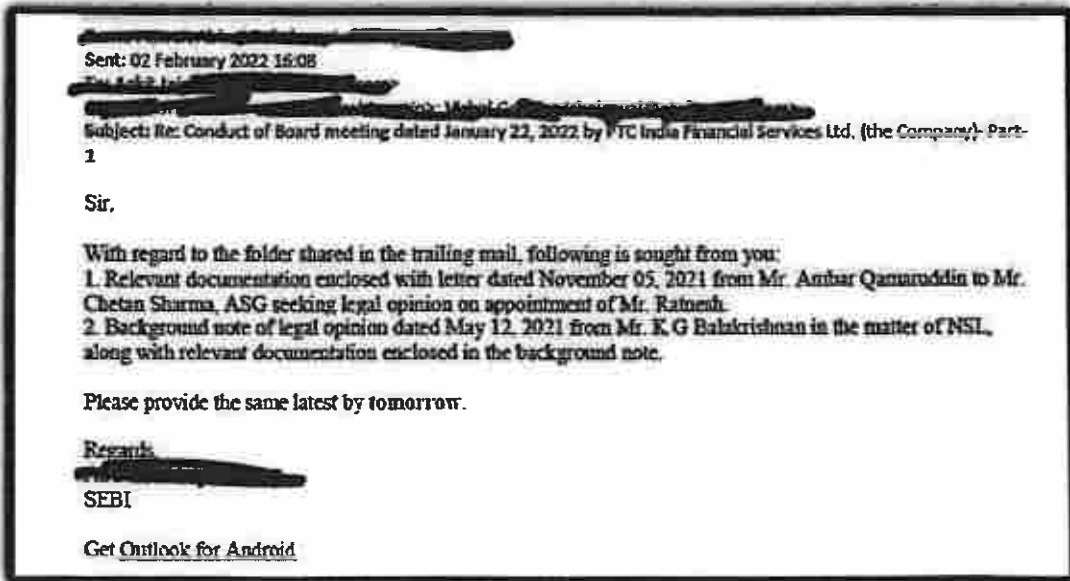 Sent: 02 February 2022 16:08
Subject: Re: Conduct of Board meeting dated January 22, 2022 by PTC India Financial Services Ltd. (the Company)- Part-
1
Sir,
With regard to the folder shared in the trailing mail, following is sought from you:
1. Relevant documentation enclosed with letter dated November 05, 2021 from Mr. Ambar Qamaruddin to Mr.
Chetan Sharma, ASG seeking legal opinion on appointment of Mr. Ratnesh.
2. Background note of legal opinion dated May 12, 2021 from Mr. K G Balakrishnan in the matter of NSL,
along with relevant documentation enclosed in the background note.
Please provide the same latest by tomorrow.
Regards,
SEBI
Get Outlook for Android